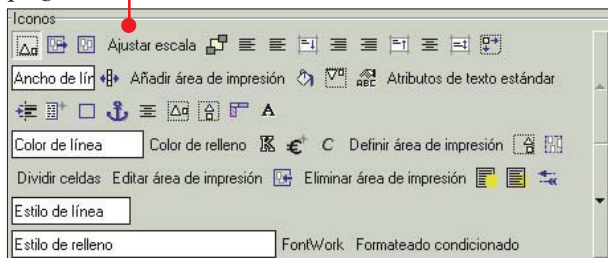 Iconos
Ajustar escala
Ancho de lír Añadir área de impresión ABC Atributos de texto estándar
A
Color de línea Color de relleno K € C Definir área de impresión
Dividir celdas Editar área de impresión Eliminar área de impresión
Estilo de línea
Estilo de relleno FontWork Formateado condicionado